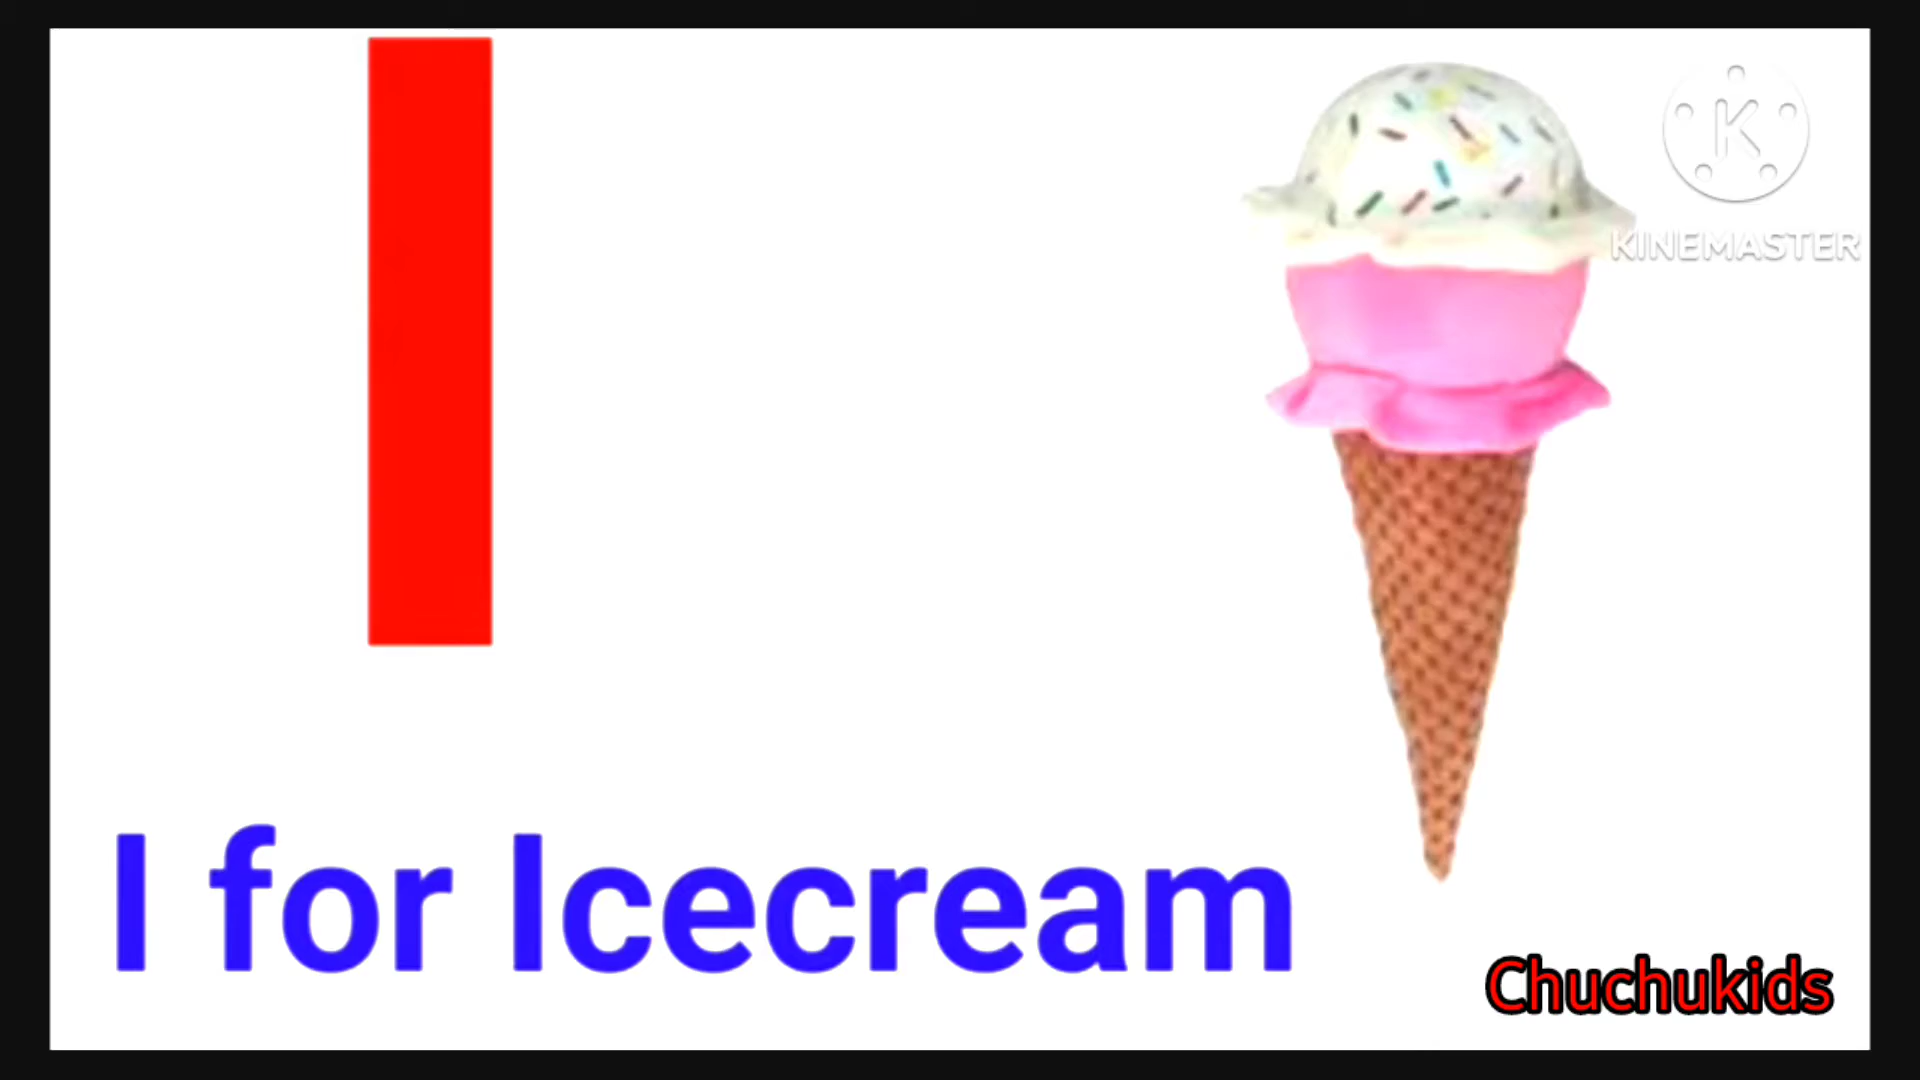 I
K
KINEMASTER
I for Icecream
Chuchukids